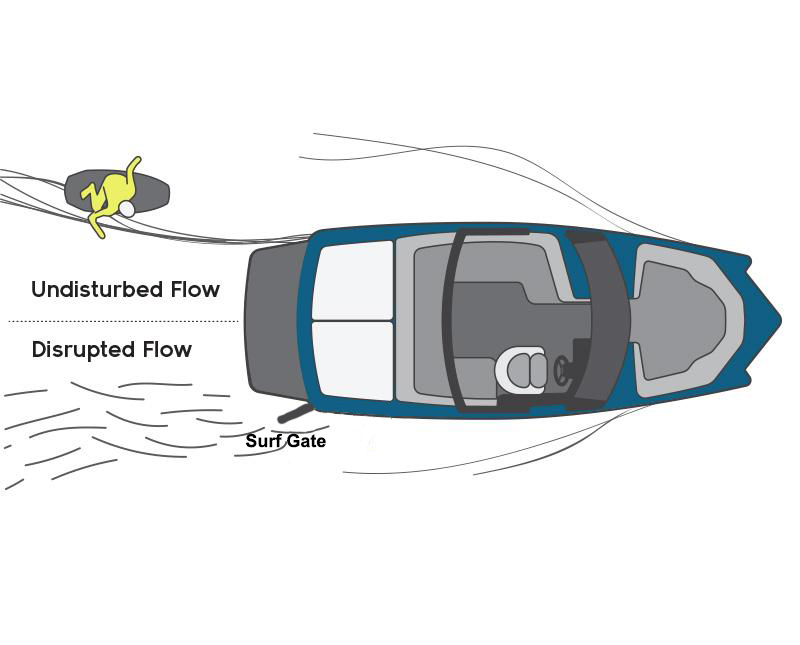 Undisturbed Flow
Disrupted Flow
Surf Gate